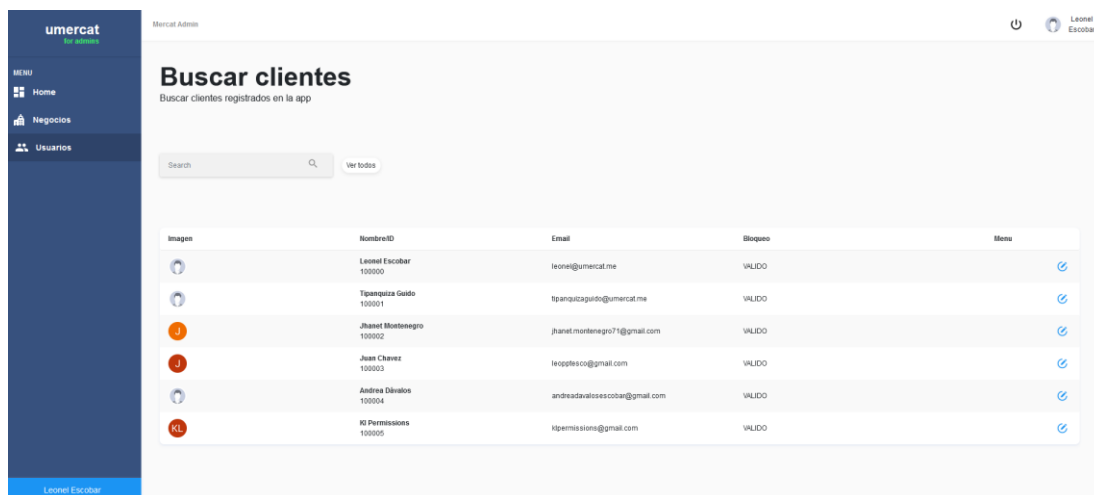 umercat
for admins
Mercat Admin
Leonel
Escobar
MENU
Home
Negocios
Usuarios
Buscar clientes
Buscar clientes registrados en la app
Search
Ver todos
Imagen Nombre/ID Email Bloqueo Menu
Leonel Escobar
100000
leonel@umercat.me VALIDO
Tipanquiza Guido
100001
tipanquizaguido@umercat.me VALIDO
J
Jhanet Montenegro
100002
jhanet.montenegro71@gmail.com VALIDO
J
Juan Chavez
100003
leopptesco@gmail.com VALIDO
Andrea Dávalos
100004
andreadavalosescobar@gmail.com VALIDO
KL
Kl Permissions
100005
klpermissions@gmail.com VALIDO
Leonel Escobar